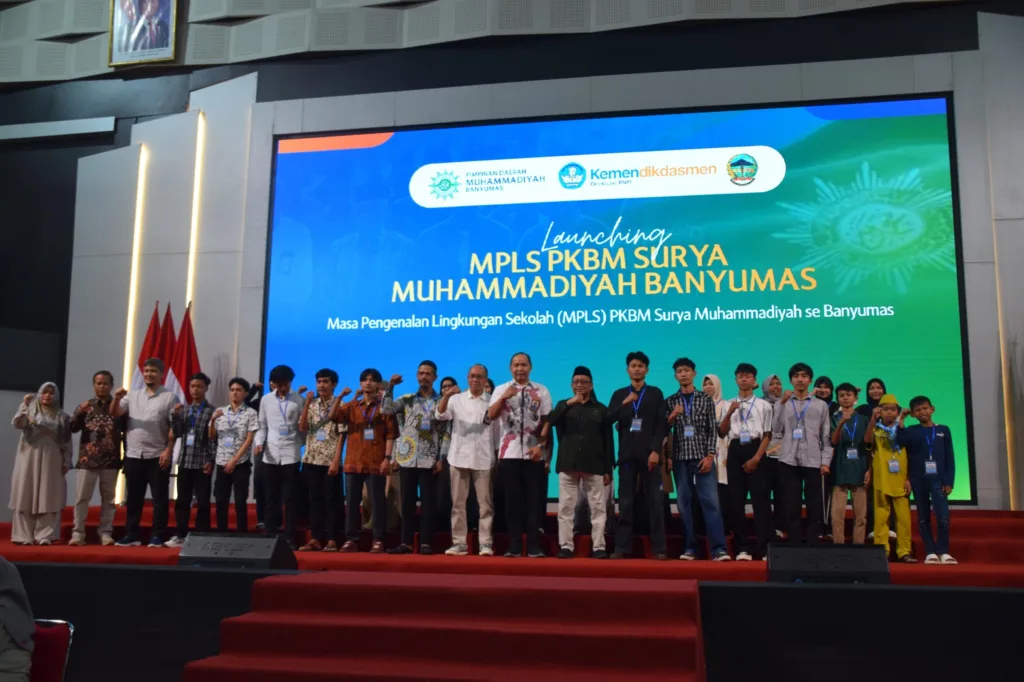 PIMPINAN DAERAH
MUHAMMADIYAH
BANYUMAS
Kemendikdasmen
Launching
MPLS PKBM SURYA
MUHAMMADIYAH BANYUMAS
Masa Pengenalan Lingkungan Sekolah (MPLS) PKBM Surya Muhammadiyah se Banyumas